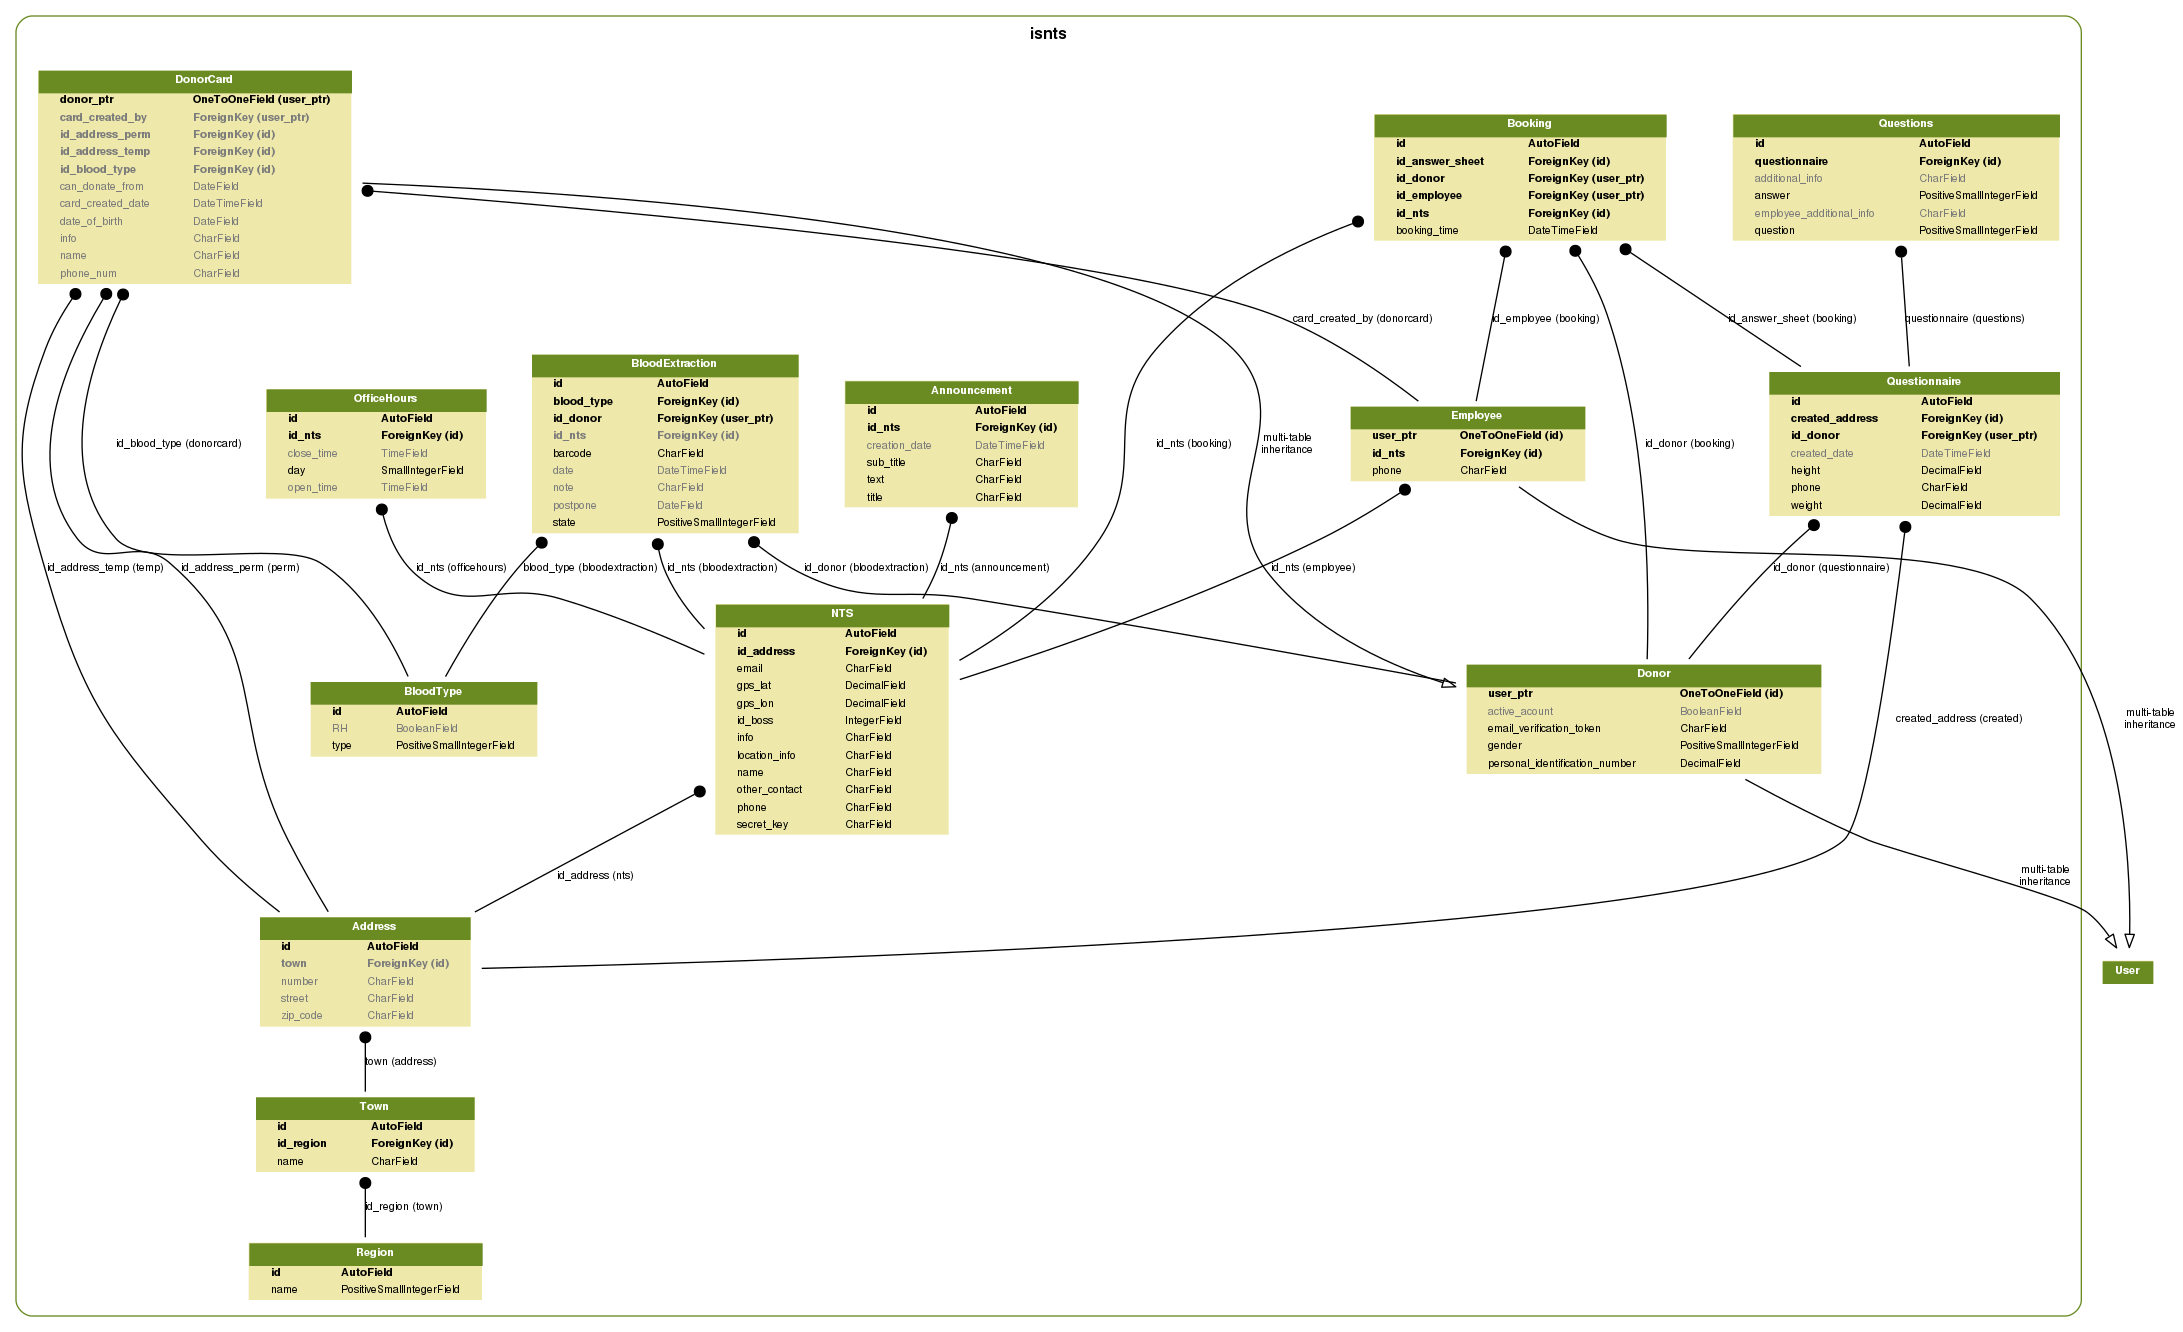 isnts
DonorCard
donor_ptr OneToOneField (user_ptr)
card_created_by ForeignKey (user_ptr)
id_address_perm ForeignKey (id)
id_address_temp ForeignKey (id)
id_blood_type ForeignKey (id)
can_donate_from DateField
card_created_date DateTimeField
date_of_birth DateField
info CharField
name CharField
phone_num CharField
Booking
id AutoField
id_answer_sheet ForeignKey (id)
id_donor ForeignKey (user_ptr)
id_employee ForeignKey (user_ptr)
id_nts ForeignKey (id)
booking_time DateTimeField
Questions
id AutoField
questionnaire ForeignKey (id)
additional_info CharField
answer PositiveSmallIntegerField
employee_additional_info CharField
question PositiveSmallIntegerField
card_created_by (donorcard)
id_employee (booking)
id_answer_sheet (booking)
questionnaire (questions)
OfficeHours
id AutoField
id_nts ForeignKey (id)
close_time TimeField
day SmallIntegerField
open_time TimeField
BloodExtraction
id AutoField
blood_type ForeignKey (id)
id_donor ForeignKey (user_ptr)
id_nts ForeignKey (id)
barcode CharField
date DateTimeField
note CharField
postpone DateField
state PositiveSmallIntegerField
Announcement
id AutoField
id_nts ForeignKey (id)
creation_date DateTimeField
sub_title CharField
text CharField
title CharField
Employee
user_ptr OneToOneField (id)
id_nts ForeignKey (id)
phone CharField
Questionnaire
id AutoField
created_address ForeignKey (id)
id_donor ForeignKey (user_ptr)
created_date DateTimeField
height DecimalField
phone CharField
weight DecimalField
id_blood_type (donorcard)
id_nts (booking)
multi-table
inheritance
id_donor (booking)
id_address_temp (temp)
id_address_perm (perm)
id_nts (officehours)
blood_type (bloodextraction)
id_nts (bloodextraction)
id_donor (bloodextraction)
id_nts (announcement)
id_nts (employee)
id_donor (questionnaire)
BloodType
id AutoField
RH BooleanField
type PositiveSmallIntegerField
NTS
id AutoField
id_address ForeignKey (id)
email CharField
gps_lat DecimalField
gps_lon DecimalField
id_boss IntegerField
info CharField
location_info CharField
name CharField
other_contact CharField
phone CharField
secret_key CharField
Donor
user_ptr OneToOneField (id)
active_acount BooleanField
email_verification_token CharField
gender PositiveSmallIntegerField
personal_identification_number DecimalField
created_address (created)
multi-table
inheritance
id_address (nts)
multi-table
inheritance
Address
id AutoField
town ForeignKey (id)
number CharField
street CharField
zip_code CharField
User
town (address)
Town
id AutoField
id_region ForeignKey (id)
name CharField
id_region (town)
Region
id AutoField
name PositiveSmallIntegerField